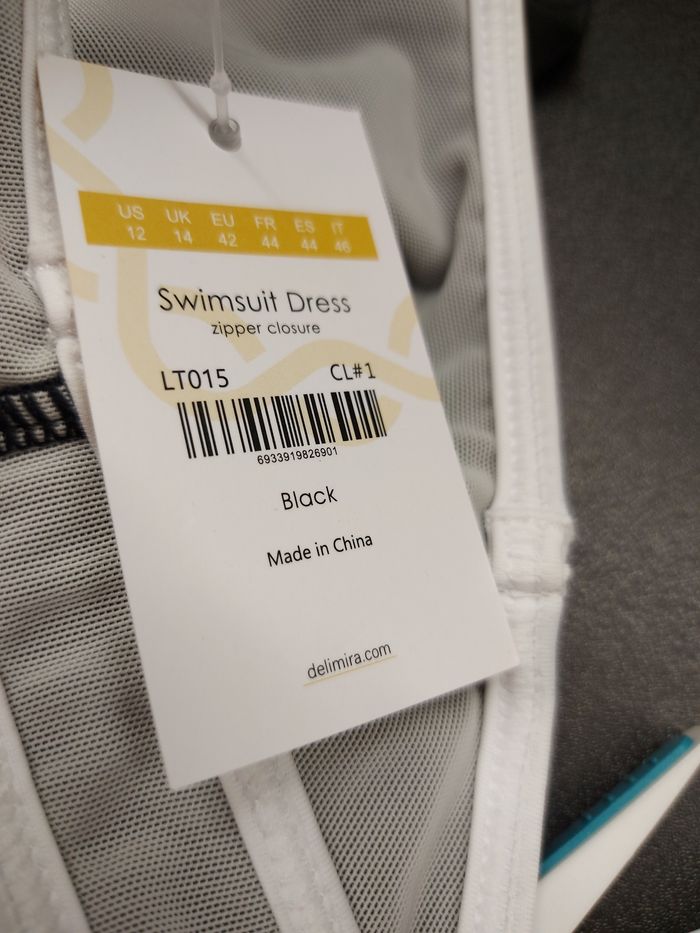 US UK EU FR ES IT
12 14 42 44 44 46
Swimsuit Dress
zipper closure
LT015 CL#1
6933919826901
Black
Made in China
delimira.com